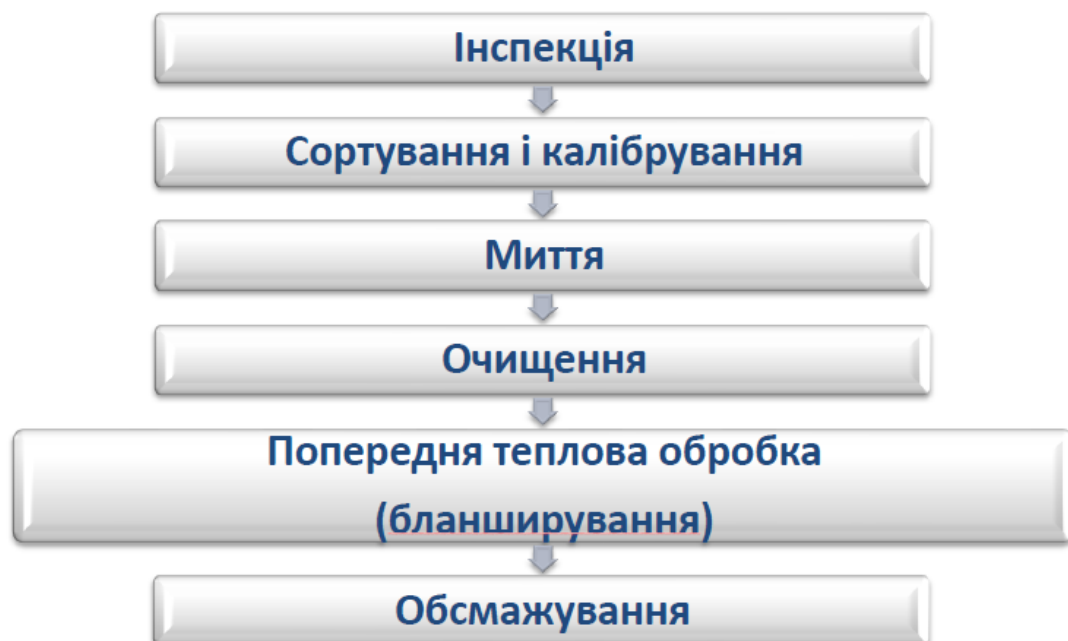 Інспекція
Сортування і калібрування
Миття
Очищення
Попередня теплова обробка
(бланширування)
Обсмажування